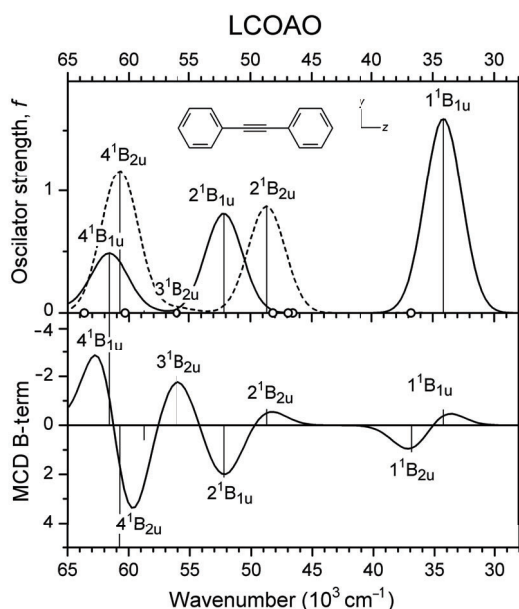 LCOAO
65 60 55 50 45 40 35 30
Oscilator strength, f
1
0
y
z
1¹B1u
4¹B2u
2¹B1u
2¹B2u
4¹B1u
3¹B2u
MCD B-term
-4
-2
0
2
4
4¹B1u
3¹B2u
2¹B2u
1¹B1u
2¹B1u
1¹B2u
4¹B2u
65 60 55 50 45 40 35 30
Wavenumber (10³ cm⁻¹)